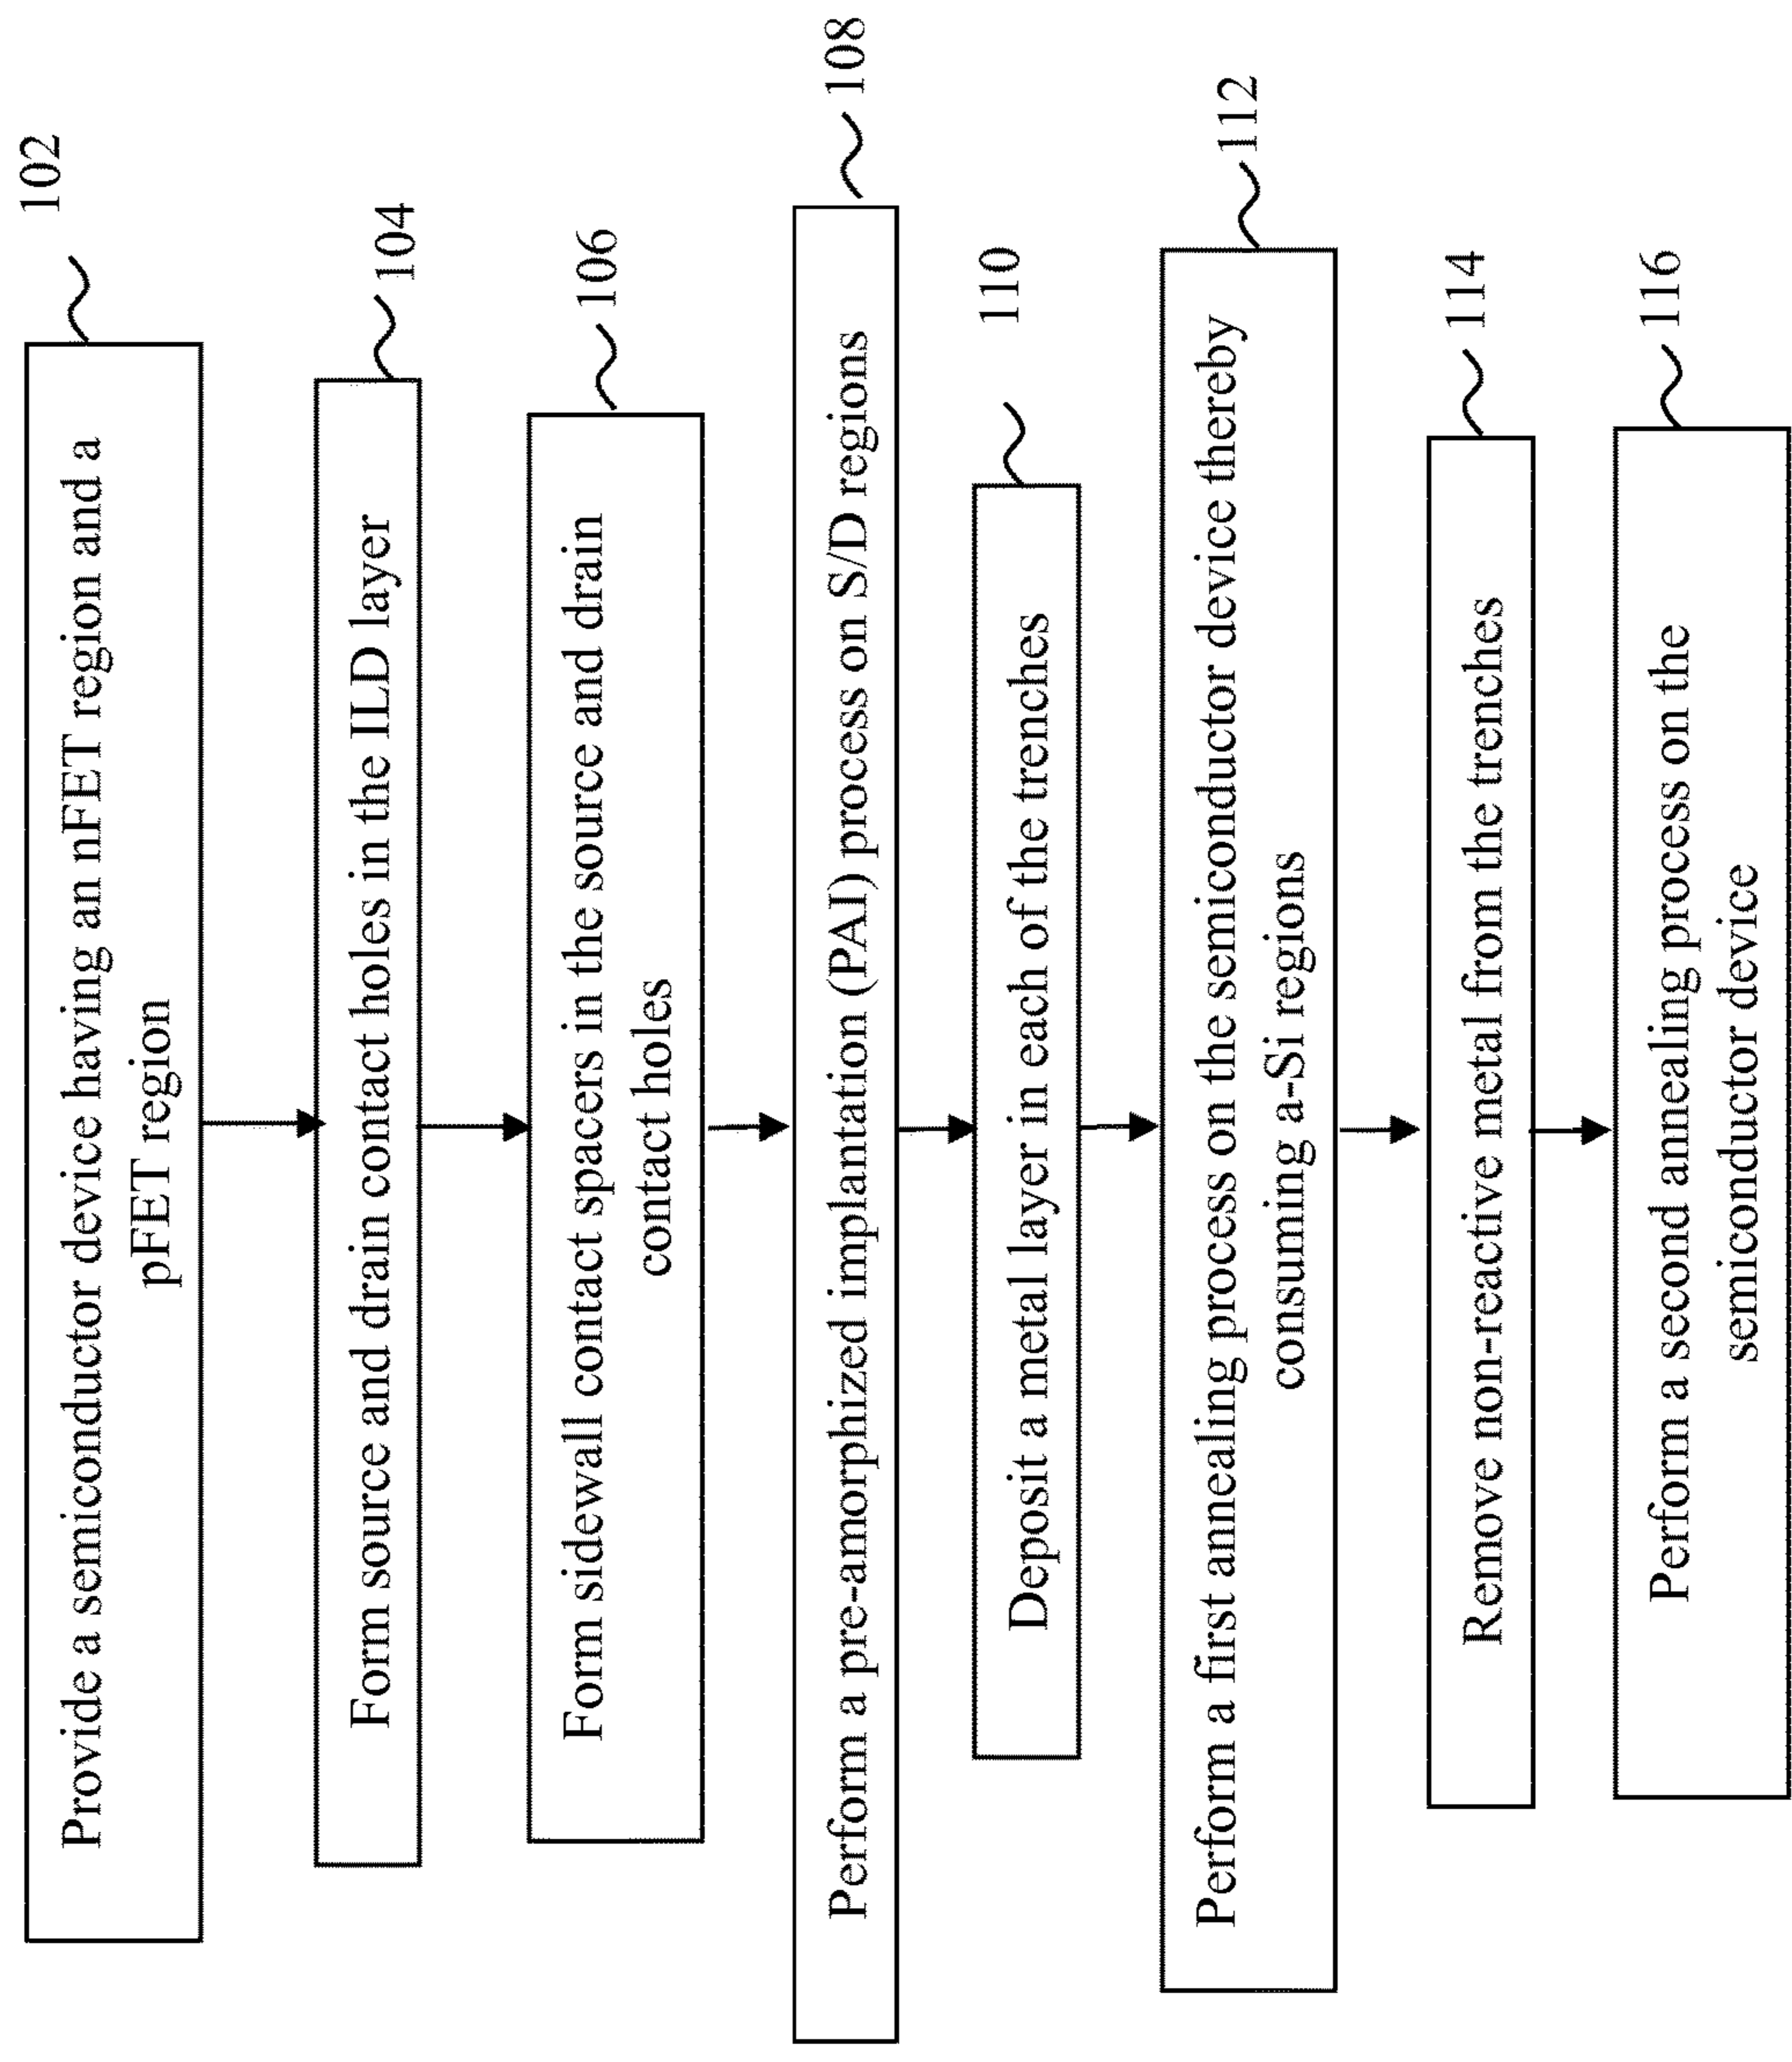 102
Provide a semiconductor device having an nFET region and a
pFET region
104
Form source and drain contact holes in the ILD layer
106
Form sidewall contact spacers in the source and drain
contact holes
108
Perform a pre-amorphized implantation (PAI) process on S/D regions
110
Deposit a metal layer in each of the trenches
112
Perform a first annealing process on the semiconductor device thereby
consuming a-Si regions
114
Remove non-reactive metal from the trenches
116
Perform a second annealing process on the
semiconductor device